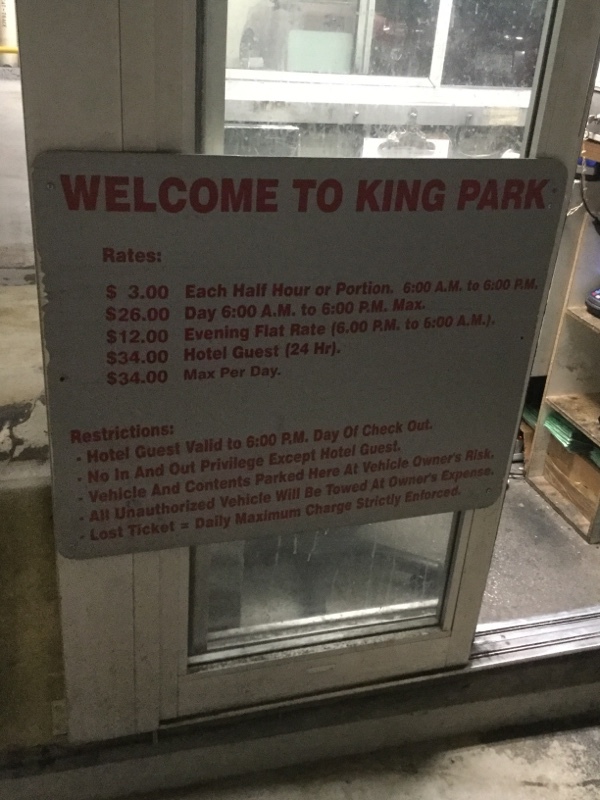 WELCOME TO KING PARK
Rates:
$ 3.00 Each Half Hour or Portion. 6:00 A.M. to 6:00 P.M.
$26.00 Day 6:00 A.M. to 6:00 P.M. Max.
$12.00 Evening Flat Rate (6.00 P.M. to 6:00 A.M.).
$34.00 Hotel Guest (24 Hr).
$34.00 Max Per Day.
Restrictions:
- Hotel Guest Valid to 6:00 P.M. Day Of Check Out.
- No In And Out Privilege Except Hotel Guest.
- Vehicle And Contents Parked Here At Vehicle Owner's Risk.
- All Unauthorized Vehicle Will Be Towed At Owner's Expense.
- Lost Ticket = Daily Maximum Charge Strictly Enforced.